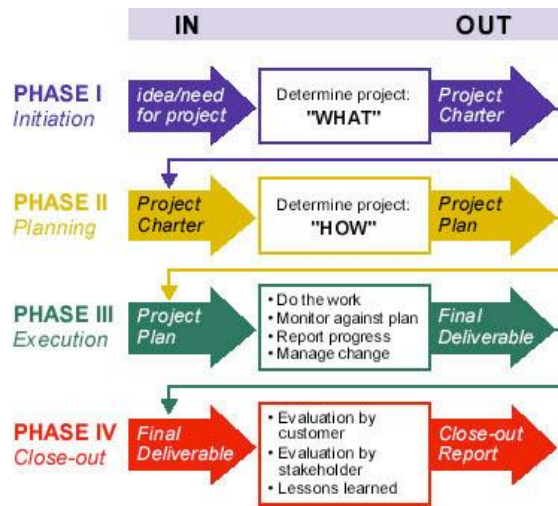 IN OUT
PHASE I
Initiation
idea/need
for project
Determine project:
"WHAT"
Project
Charter
PHASE II
Planning
Project
Charter
Determine project:
"HOW"
Project
Plan
PHASE III
Execution
Project
Plan
• Do the work
• Monitor against plan
• Report progress
• Manage change
Final
Deliverable
PHASE IV
Close-out
Final
Deliverable
• Evaluation by
customer
• Evaluation by
stakeholder
• Lessons learned
Close-out
Report